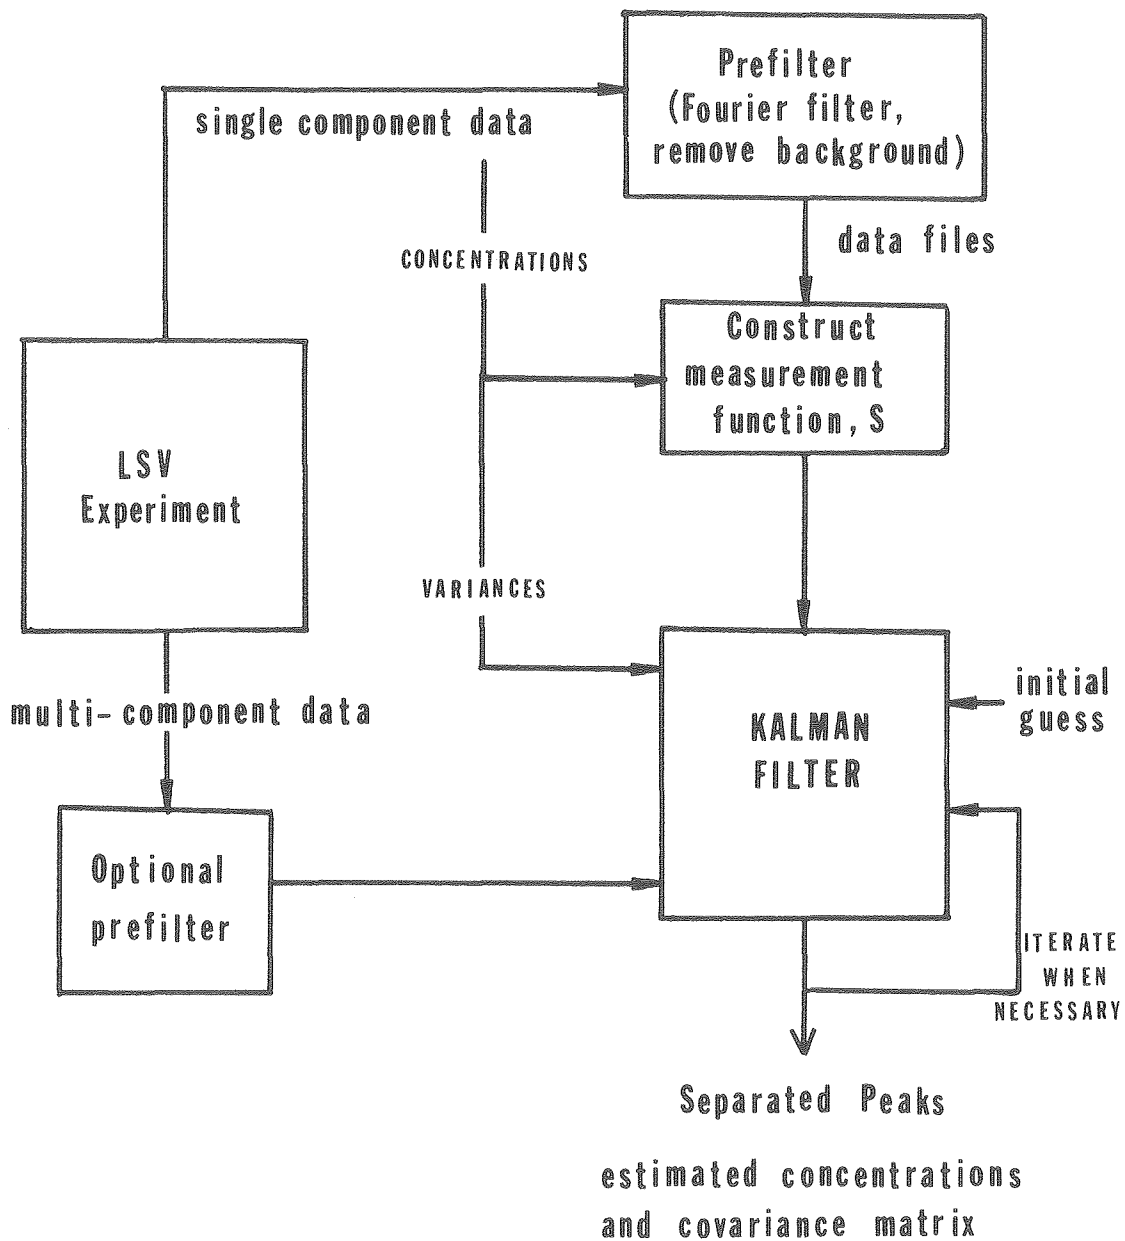 Prefilter
(Fourier filter,
remove background)
single component data
data files
CONCENTRATIONS
Construct
measurement
function, S
LSV
Experiment
VARIANCES
multi-component data
initial
guess
KALMAN
FILTER
Optional
prefilter
ITERATE
WHEN
NECESSARY
Separated Peaks
estimated concentrations
and covariance matrix